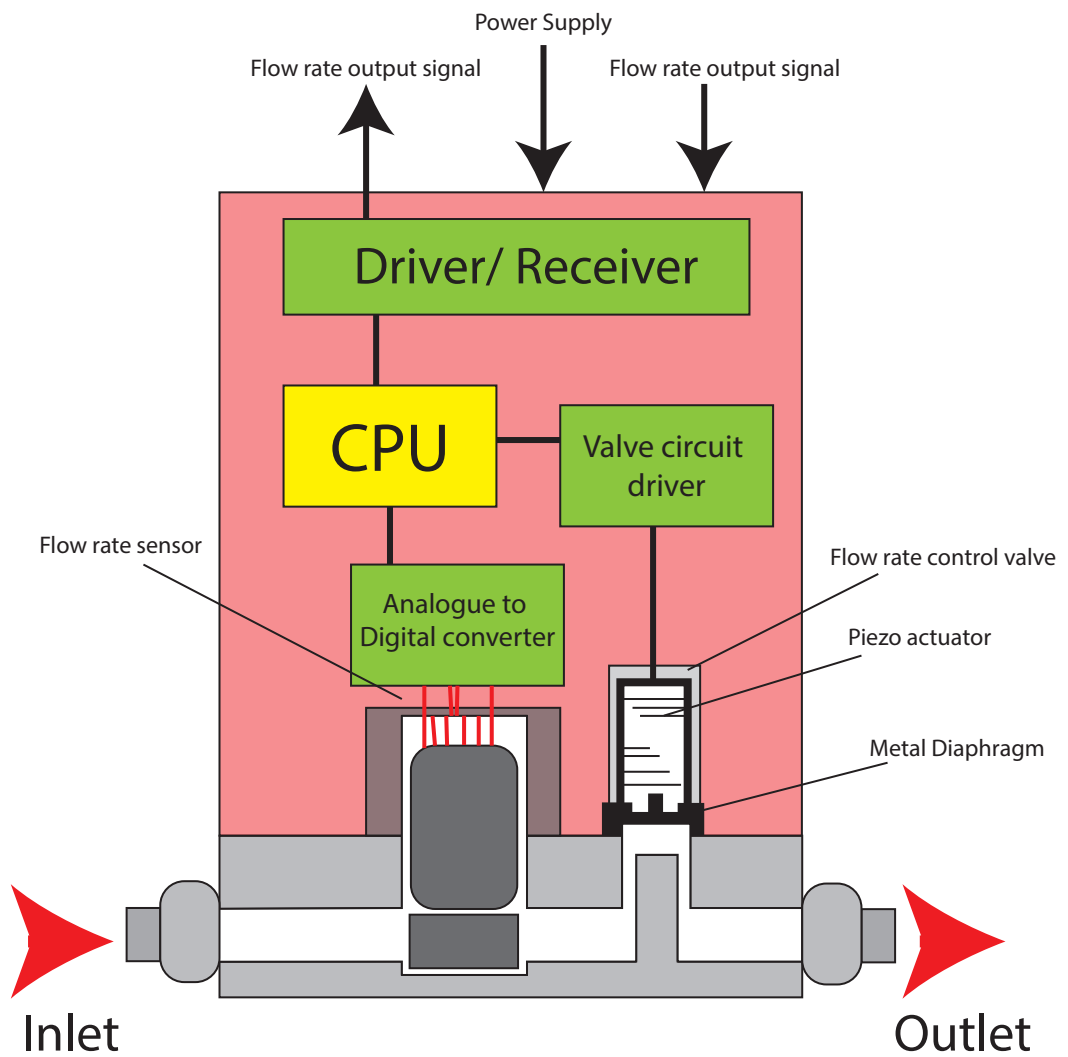 Power Supply
Flow rate output signal
Flow rate output signal
Driver/ Receiver
CPU
Valve circuit
driver
Flow rate sensor
Flow rate control valve
Analogue to
Digital converter
Piezo actuator
Metal Diaphragm
Inlet
Outlet